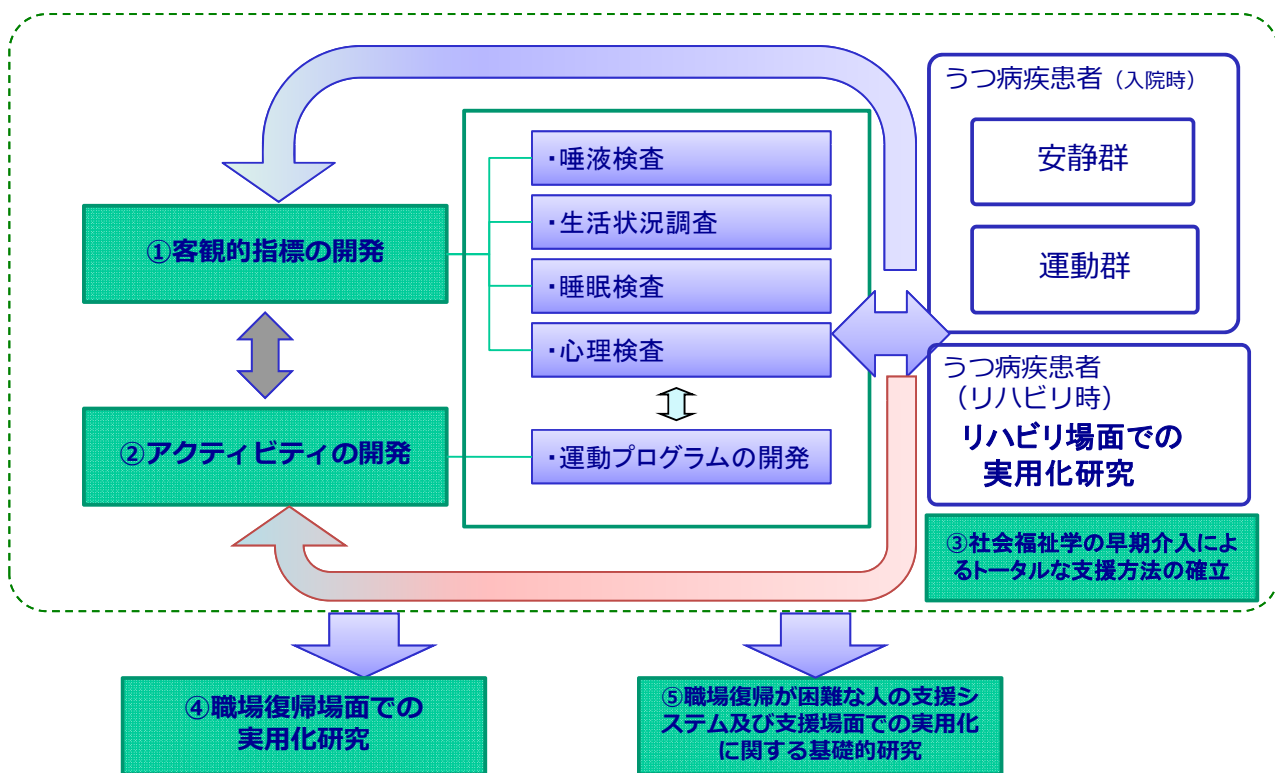 うつ病疾患者（入院時）
安静群
運動群
・唾液検査
・生活状況調査
・睡眠検査
・心理検査
・運動プログラムの開発
①客観的指標の開発
②アクティビティの開発
うつ病疾患者
（リハビリ時）
リハビリ場面での
実用化研究
③社会福祉学の早期介入によ
るトータルな支援方法の確立
④職場復帰場面での
実用化研究
⑤職場復帰が困難な人の支援シ
ステム及び支援場面での実用化
に関する基礎的研究